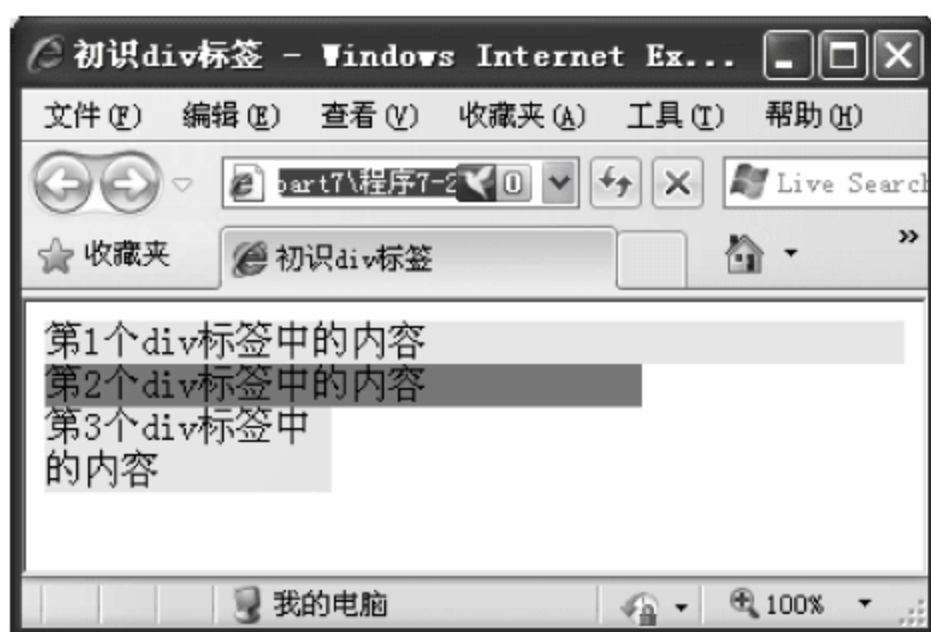 初识div标签 - Windows Internet Ex...
文件(F) 编辑(E) 查看(V) 收藏夹(A) 工具(T) 帮助(H)
part7\程序7-2 0 Live Search
收藏夹 初识div标签 »
第1个div标签中的内容
第2个div标签中的内容
第3个div标签中
的内容
我的电脑 100%